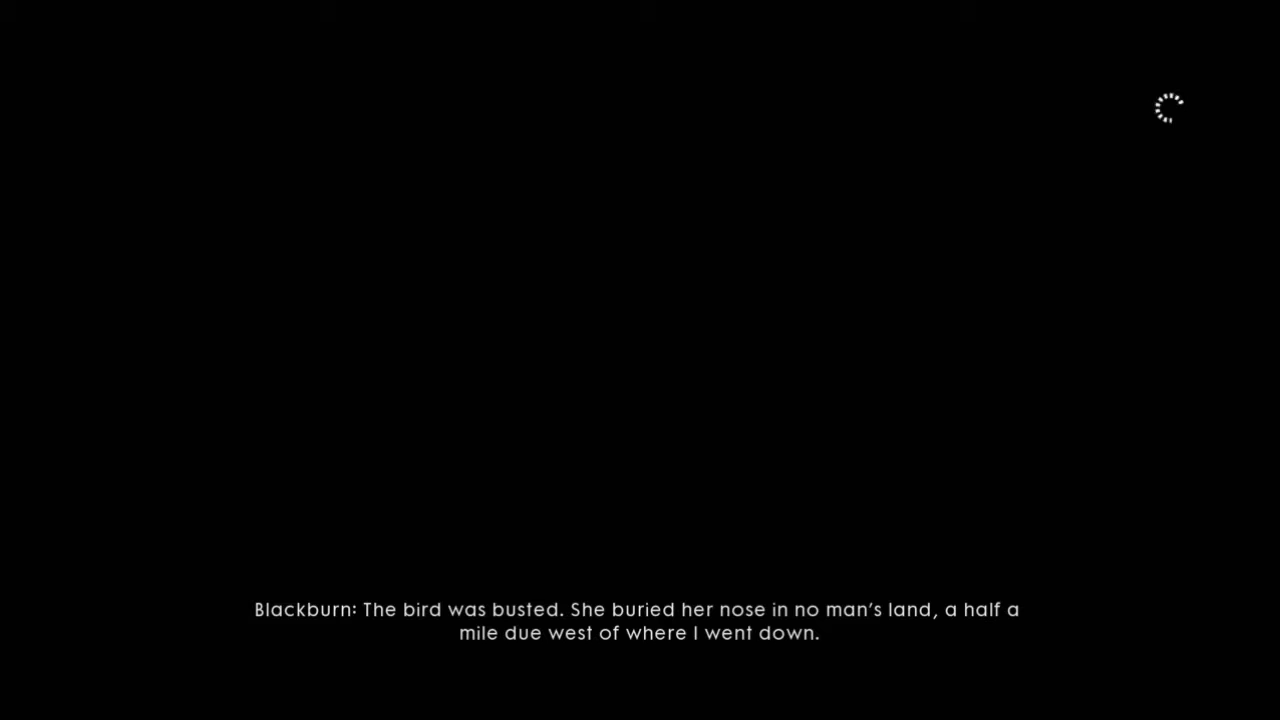 Blackburn: The bird was busted. She buried her nose in no man's land, a half a
mile due west of where I went down.